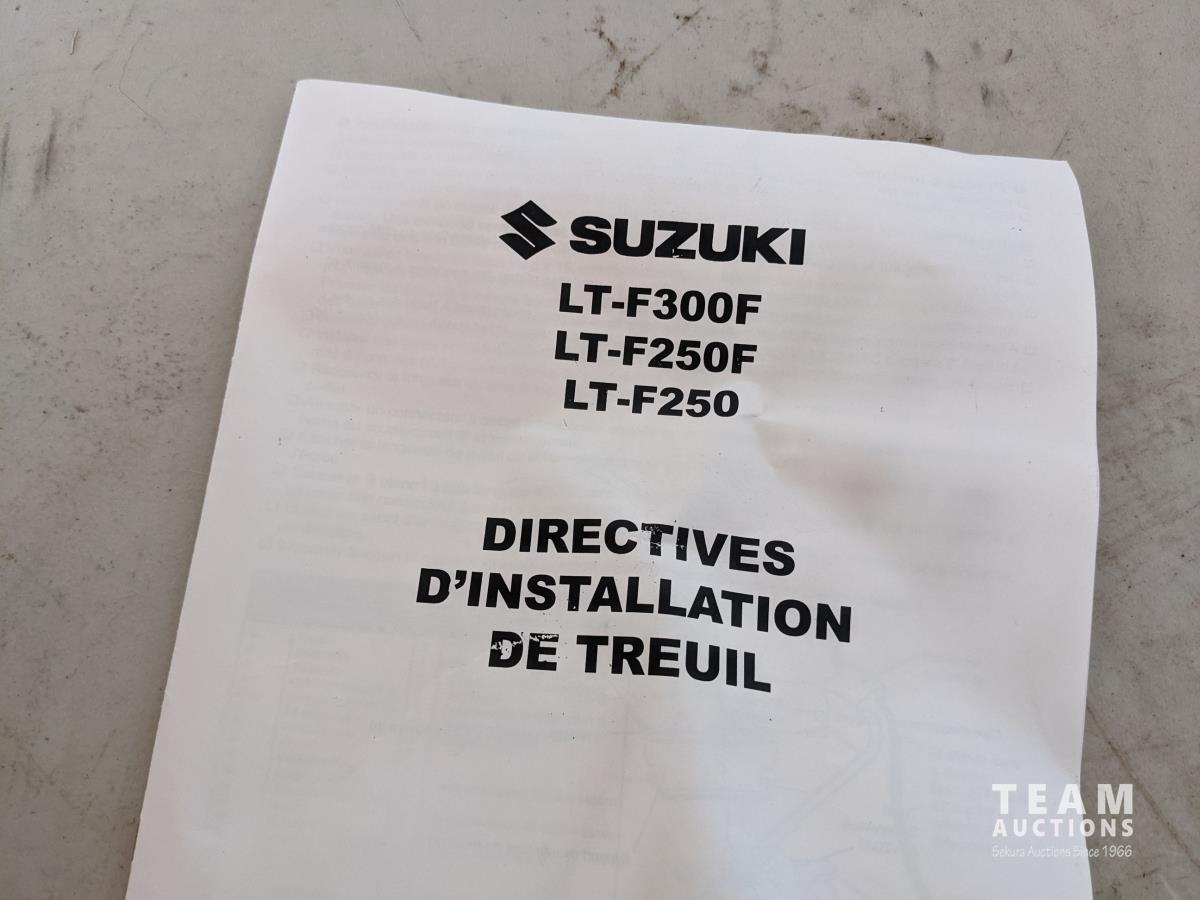 SUZUKI
LT-F300F
LT-F250F
LT-F250
DIRECTIVES
D'INSTALLATION
DE TREUIL
TEAM
AUCTIONS
Sekura Auctions Since 1966